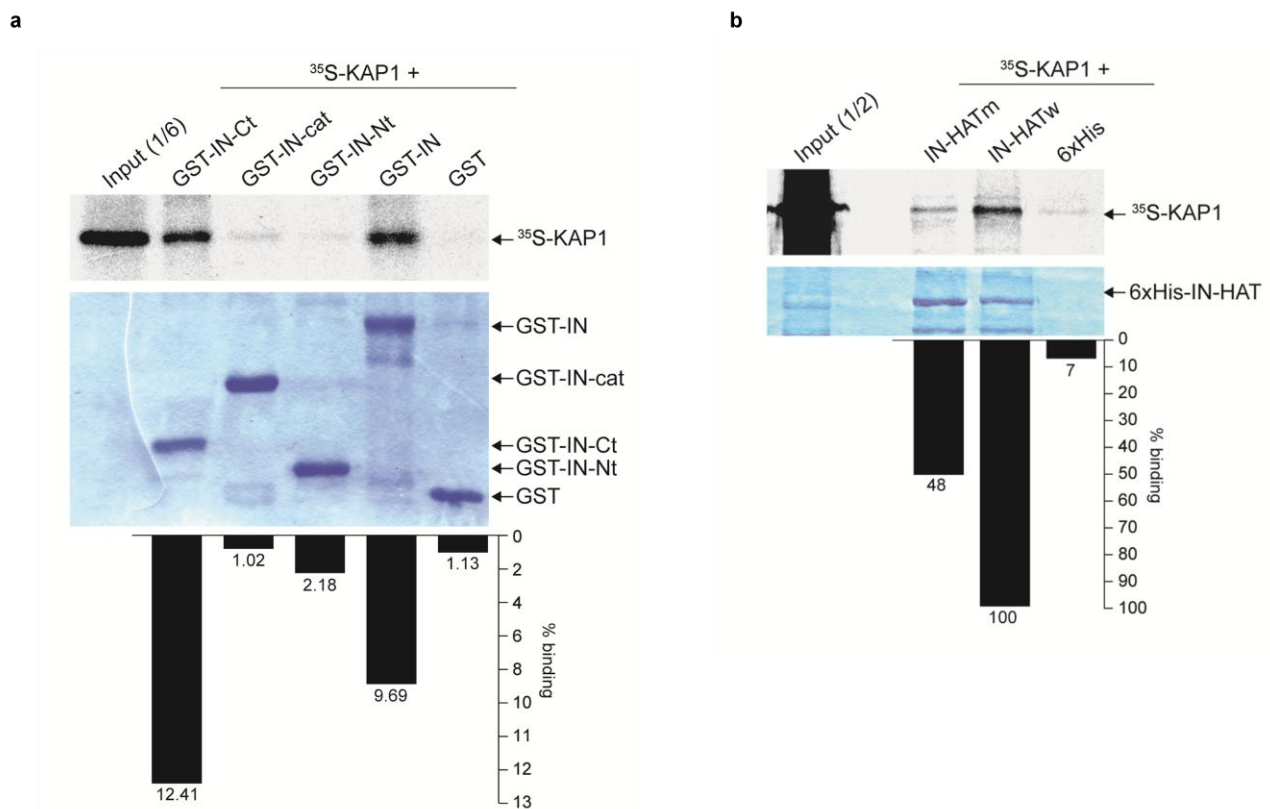 a
³⁵S-KAP1 +
Input (1/6)
GST-IN-Ct
GST-IN-cat
GST-IN-Nt
GST-IN
GST
³⁵S-KAP1
GST-IN
GST-IN-cat
GST-IN-Ct
GST-IN-Nt
GST
0
2
4
6
8
10
11
12
13
% binding
12.41
1.02
2.18
9.69
1.13
b
³⁵S-KAP1 +
Input (1/2)
IN-HATm
IN-HATw
6xHis
³⁵S-KAP1
6xHis-IN-HAT
0
10
20
30
40
50
60
70
80
90
100
% binding
48
100
7